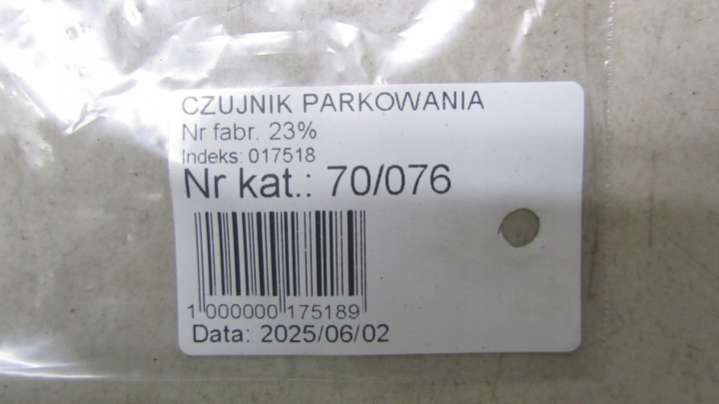 CZUJNIK PARKOWANIA
Nr fabr. 23%
Indeks: 017518
Nr kat.: 70/076
1 000000 175189
Data: 2025/06/02